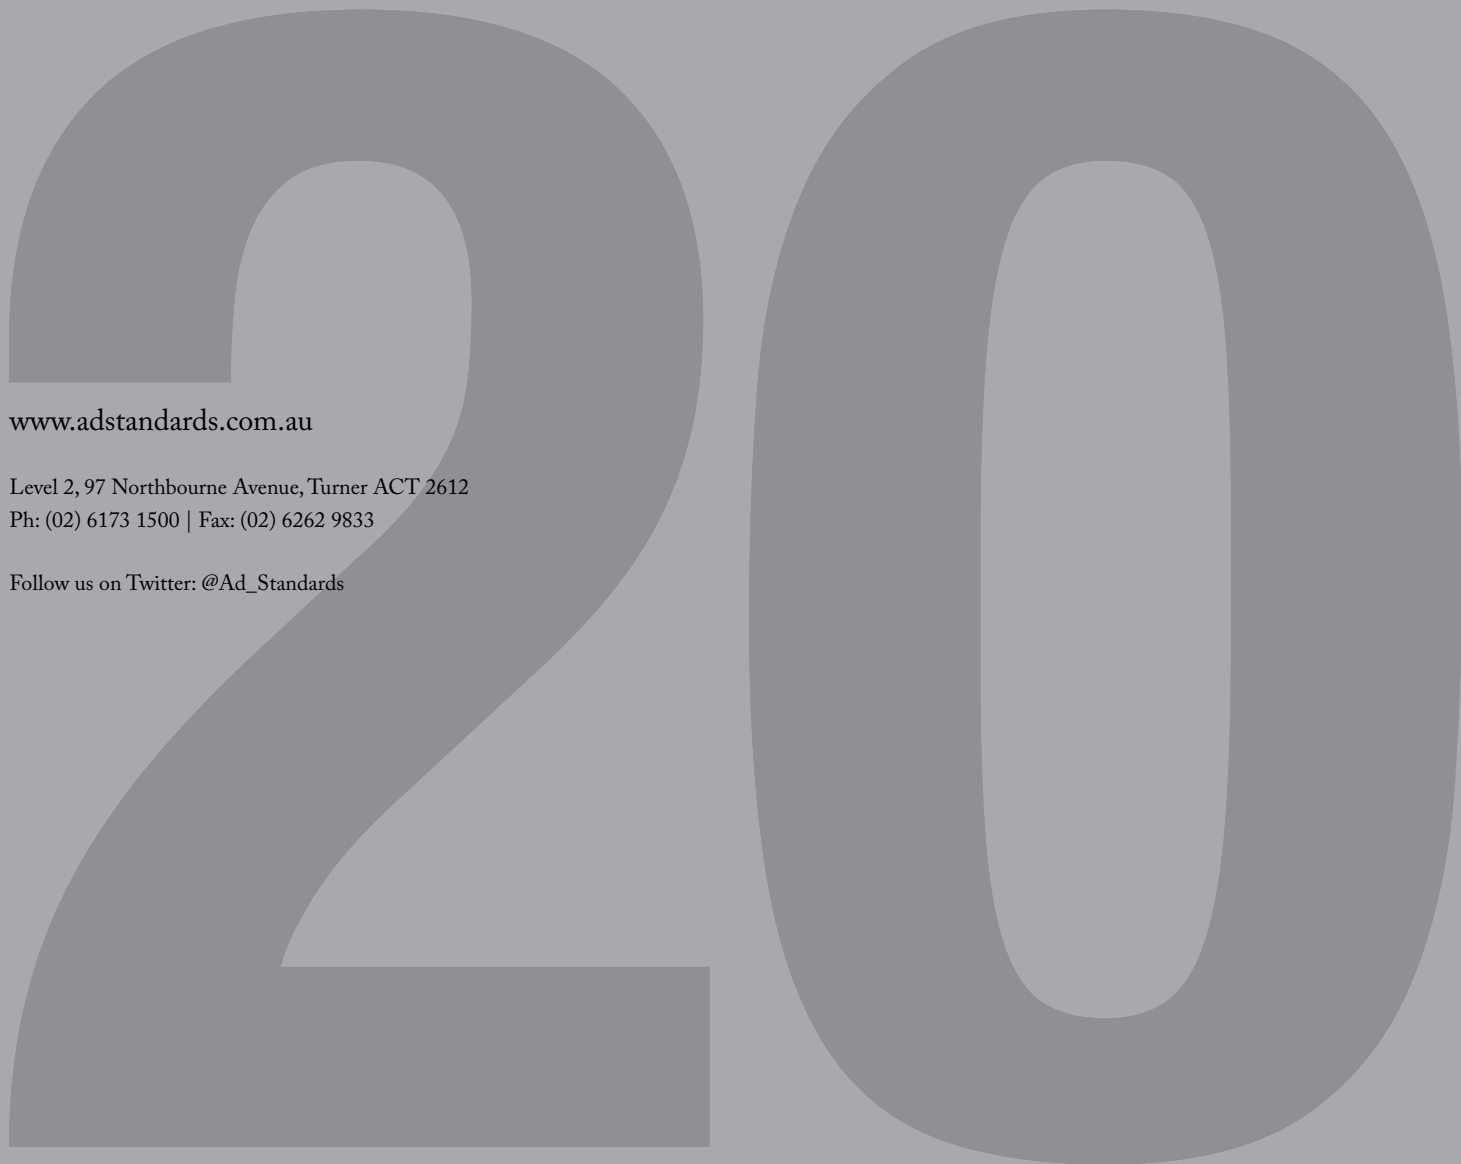 20
www.adstandards.com.au
Level 2, 97 Northbourne Avenue, Turner ACT 2612
Ph: (02) 6173 1500 | Fax: (02) 6262 9833
Follow us on Twitter: @Ad_Standards